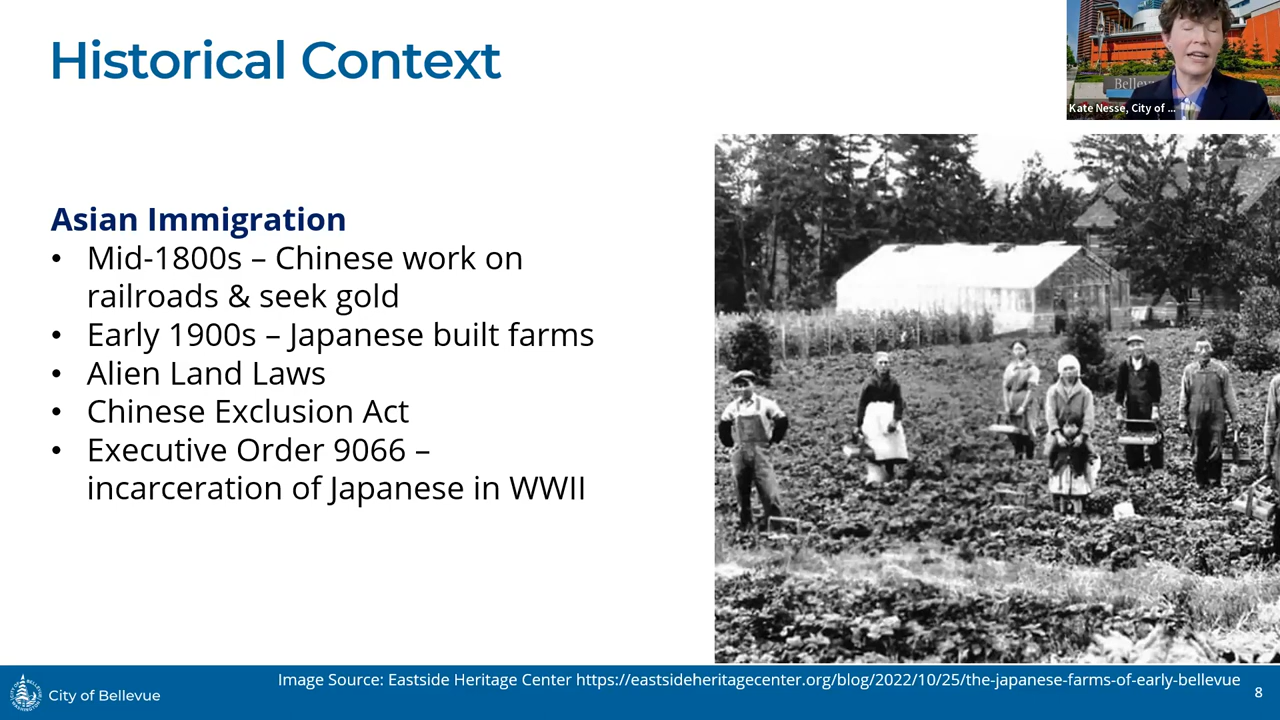 Historical Context
Kate Nesse, City of ...
Asian Immigration
• Mid-1800s – Chinese work on
railroads & seek gold
• Early 1900s – Japanese built farms
• Alien Land Laws
• Chinese Exclusion Act
• Executive Order 9066 –
incarceration of Japanese in WWII
Image Source: Eastside Heritage Center https://eastsideheritagecenter.org/blog/2022/10/25/the-japanese-farms-of-early-bellevue
City of Bellevue
8